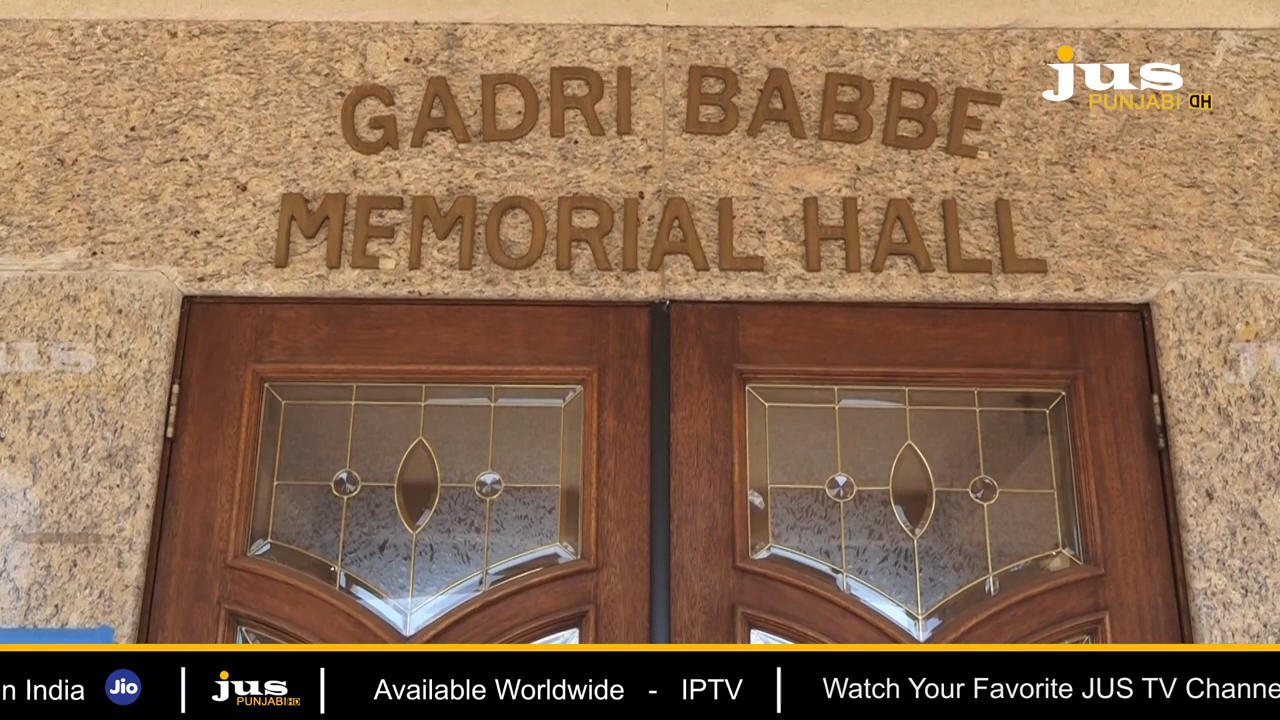 jus
PUNJABI HD
GADRI BABBE
MEMORIAL HALL
jus
n India Jio jus PUNJABI HD Available Worldwide - IPTV Watch Your Favorite JUS TV Channe